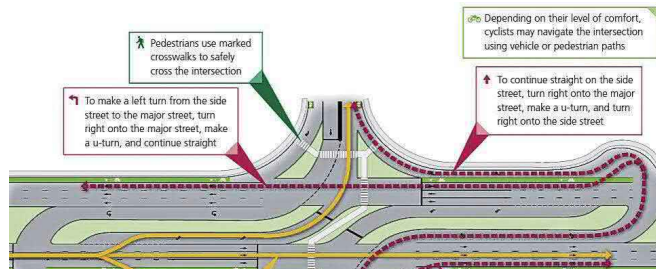 Pedestrians use marked
crosswalks to safely
cross the intersection
Depending on their level of comfort,
cyclists may navigate the intersection
using vehicle or pedestrian paths
To make a left turn from the side
street to the major street, turn
right onto the major street, make
a u-turn, and continue straight
To continue straight on the side
street, turn right onto the major
street, make a u-turn, and turn
right onto the side street